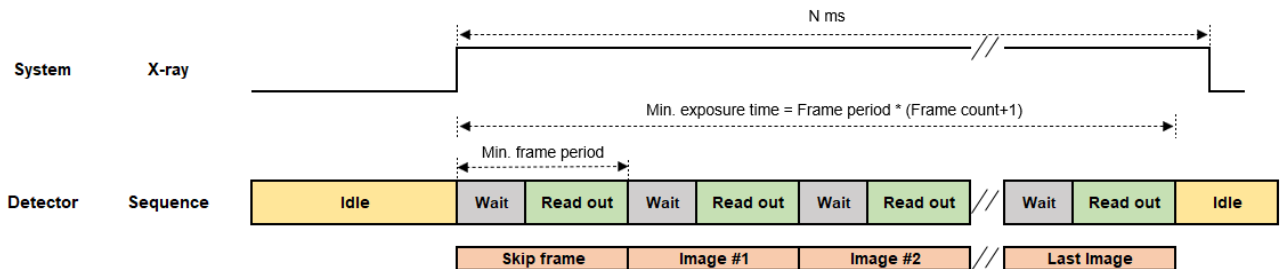 N ms
System X-ray
Min. exposure time = Frame period * (Frame count+1)
Min. frame period
Detector Sequence Idle Wait Read out Wait Read out Wait Read out Wait Read out Idle
Skip frame Image #1 Image #2 Last Image